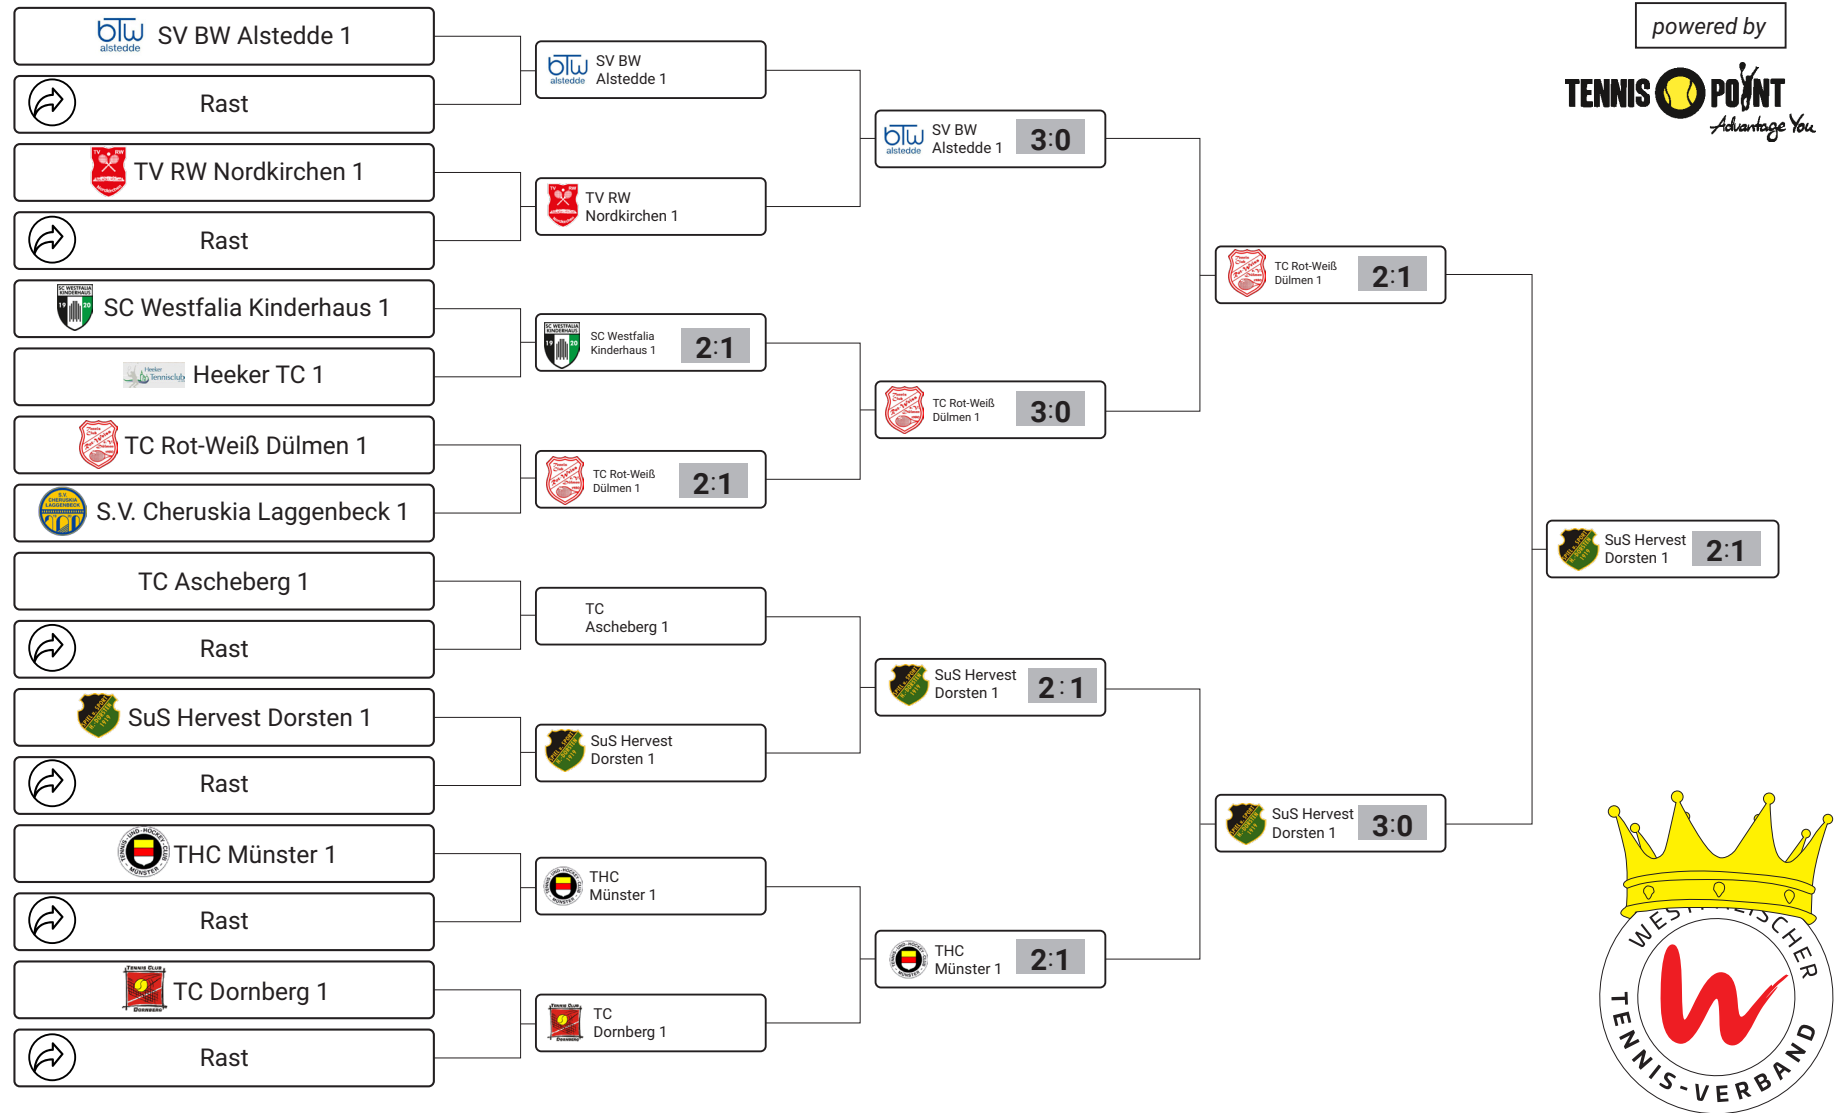 SV BW Alstedde 1
Rast
TV RW Nordkirchen 1
Rast
SC Westfalia Kinderhaus 1
Heeker TC 1
TC Rot-Weiß Dülmen 1
S.V. Cheruskia Laggenbeck 1
TC Ascheberg 1
Rast
SuS Hervest Dorsten 1
Rast
THC Münster 1
Rast
TC Dornberg 1
Rast
SV BW
Alstedde 1
TV RW
Nordkirchen 1
SC Westfalia
Kinderhaus 1
2:1
TC Rot-Weiß
Dülmen 1
2:1
TC
Ascheberg 1
SuS Hervest
Dorsten 1
THC
Münster 1
TC
Dornberg 1
SV BW
Alstedde 1
3:0
TC Rot-Weiß
Dülmen 1
3:0
SuS Hervest
Dorsten 1
2:1
THC
Münster 1
2:1
TC Rot-Weiß
Dülmen 1
2:1
SuS Hervest
Dorsten 1
3:0
SuS Hervest
Dorsten 1
2:1
powered by
TENNIS POINT
Advantage You
TENNIS-VERBAND